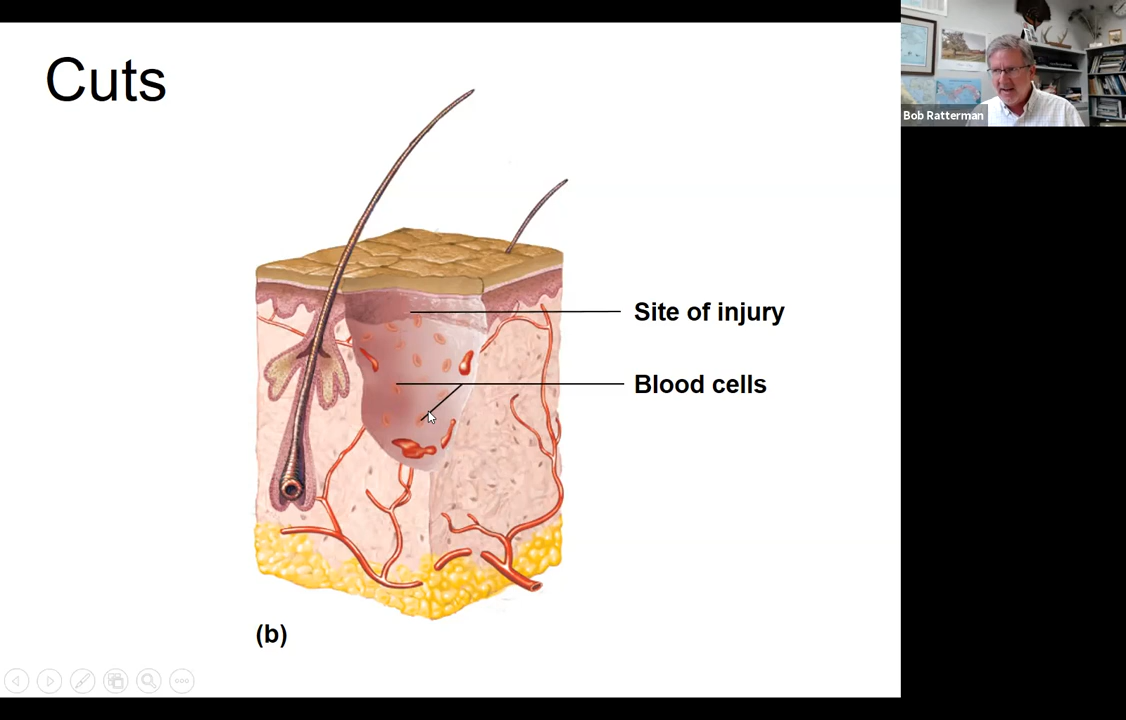 Cuts
Bob Ratterman
Site of injury
Blood cells
(b)